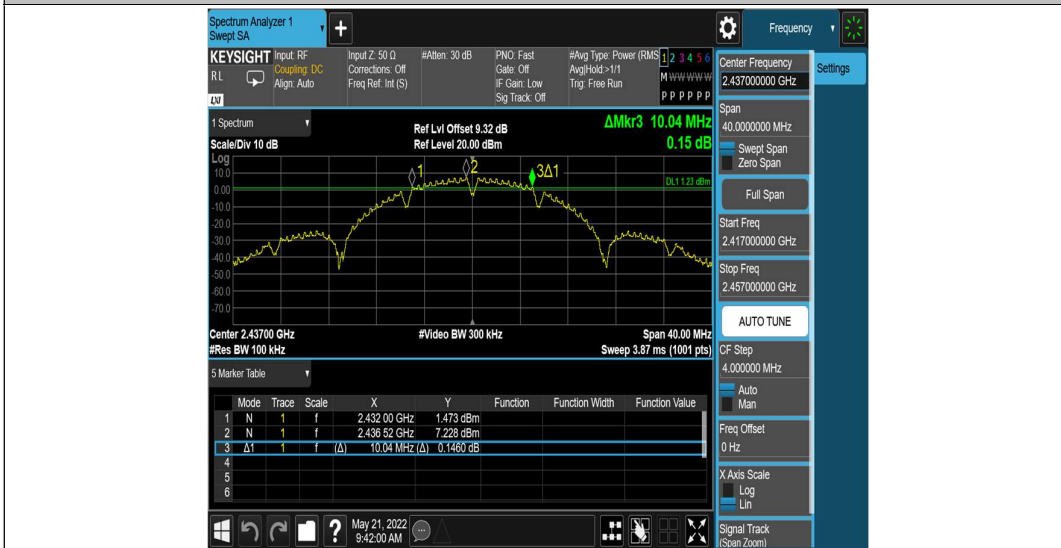 Spectrum Analyzer 1
Swept SA
+
Frequency
KEYSIGHT Input: RF Input Z: 50 Ω #Atten: 30 dB PNO: Fast #Avg Type: Power (RMS 1 2 3 4 5 6
RL Coupling: DC Corrections: Off Gate: Off Avg|Hold:>1/1 M W W W W W
Align: Auto Freq Ref: Int (S) IF Gain: Low Trig: Free Run
Sig Track: Off P P P P P P
LXI
1 Spectrum
Scale/Div 10 dB
Ref Lvl Offset 9.32 dB
Ref Level 20.00 dBm
ΔMkr3 10.04 MHz
0.15 dB
Log
10.0
0.00
-10.0
-20.0
-30.0
-40.0
-50.0
-60.0
-70.0
1
2
3Δ1
DL1 1.23 dBm
Center 2.43700 GHz #Video BW 300 kHz Span 40.00 MHz
#Res BW 100 kHz Sweep 3.87 ms (1001 pts)
5 Marker Table
Mode Trace Scale X Y Function Function Width Function Value
1 N 1 f 2.432 00 GHz 1.473 dBm
2 N 1 f 2.436 52 GHz 7.228 dBm
3 Δ1 1 f (Δ) 10.04 MHz (Δ) 0.1460 dB
4
5
6
?
May 21, 2022
9:42:00 AM
Center Frequency
2.437000000 GHz
Settings
Span
40.0000000 MHz
Swept Span
Zero Span
Full Span
Start Freq
2.417000000 GHz
Stop Freq
2.457000000 GHz
AUTO TUNE
CF Step
4.000000 MHz
Auto
Man
Freq Offset
0 Hz
X Axis Scale
Log
Lin
Signal Track
(Span Zoom)